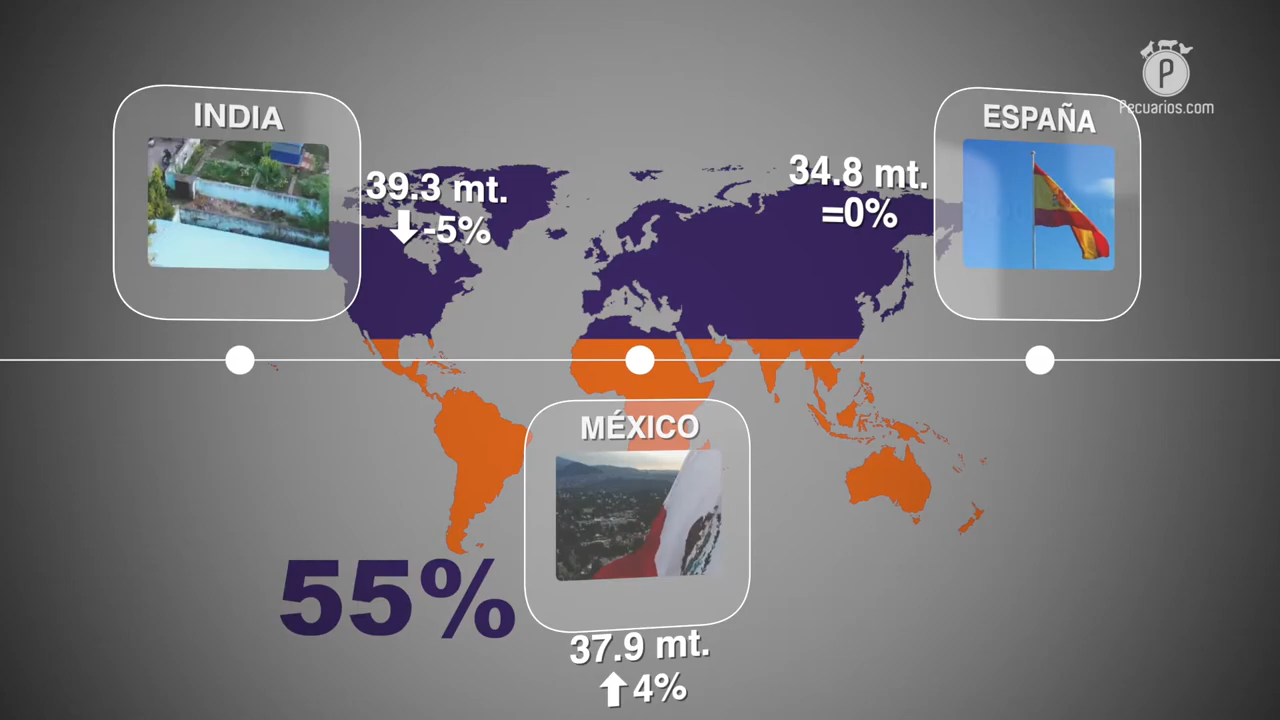 P
Pecuarios.com
INDIA
39.3 mt.
-5%
34.8 mt.
=0%
ESPAÑA
MÉXICO
55%
37.9 mt.
4%